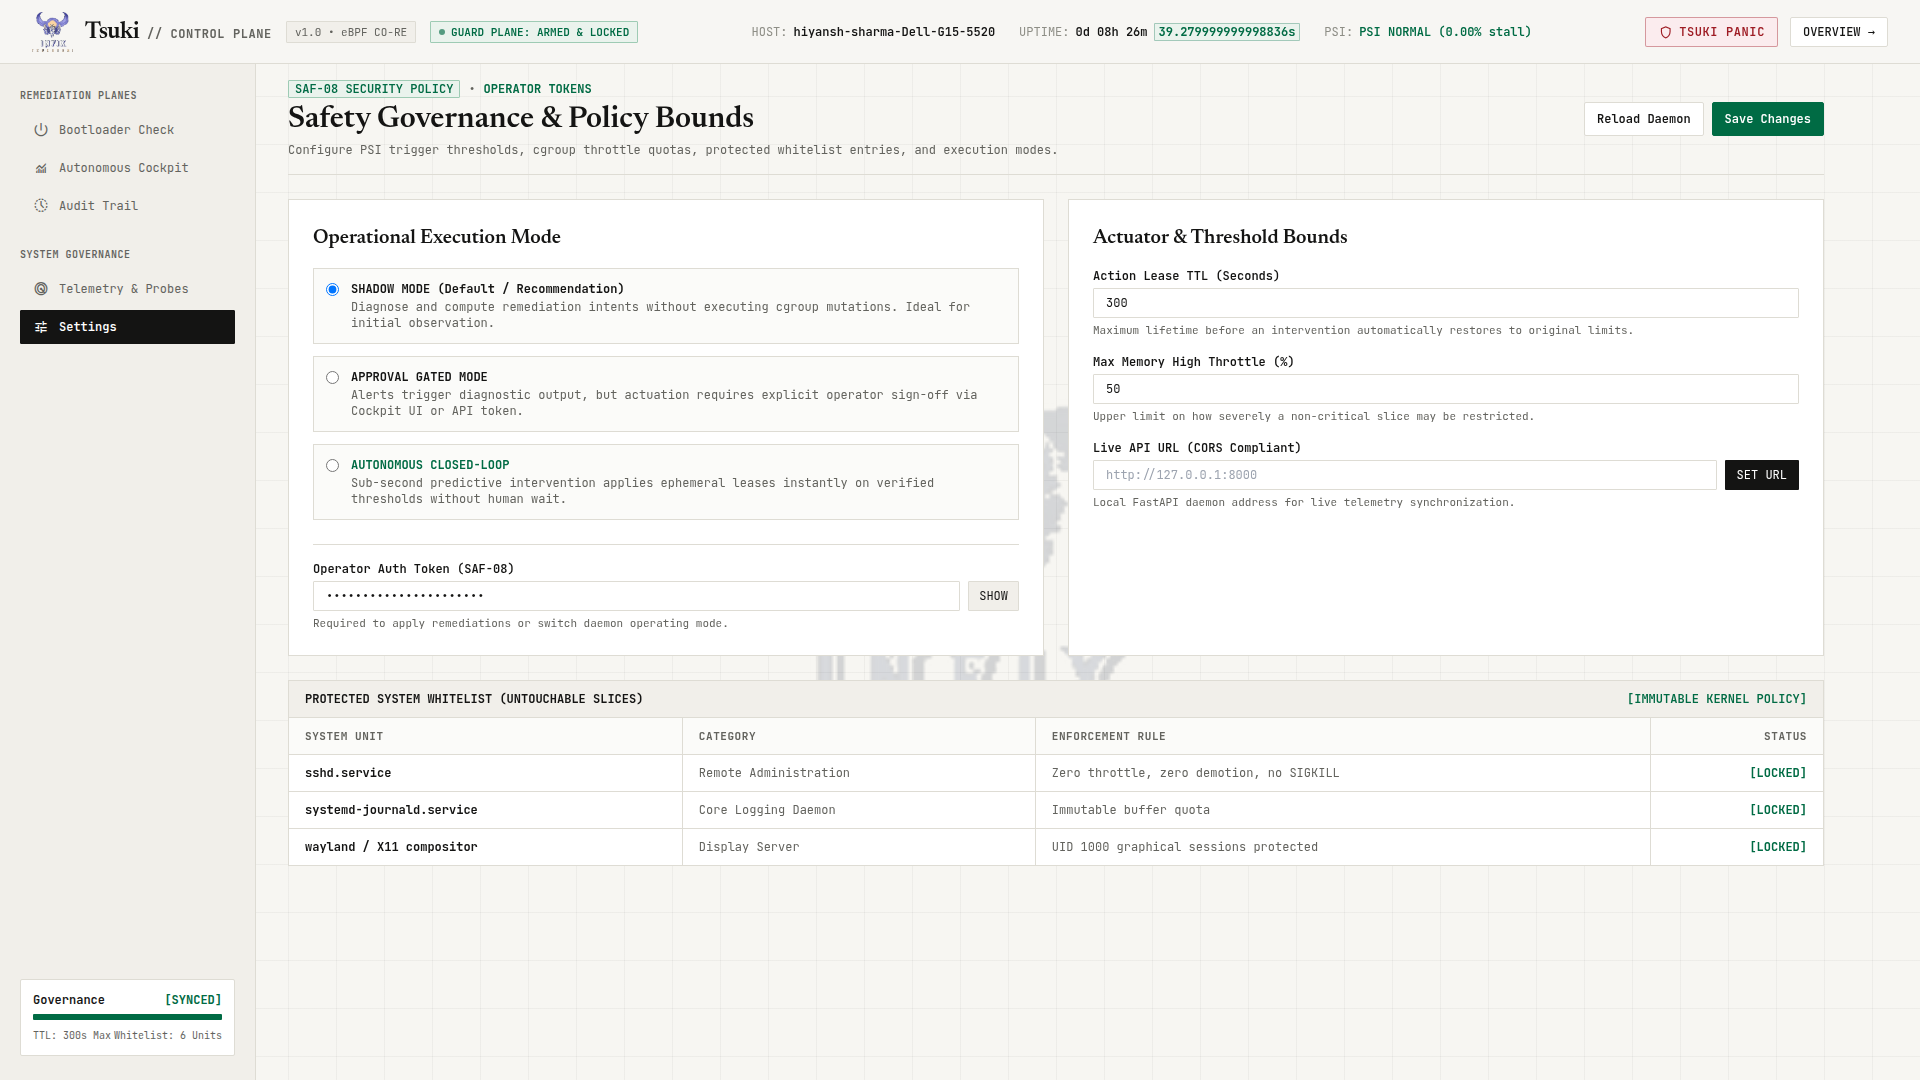 Tsuki // CONTROL PLANE
v1.0 • eBPF CO-RE
GUARD PLANE: ARMED & LOCKED
HOST: hiyansh-sharma-Dell-G15-5520
UPTIME: 0d 08h 26m 39.279999999998836s
PSI: PSI NORMAL (0.00% stall)
TSUKI PANIC
OVERVIEW →
REMEDIATION PLANES
Bootloader Check
Autonomous Cockpit
Audit Trail
SYSTEM GOVERNANCE
Telemetry & Probes
Settings
Governance [SYNCED]
TTL: 300s Max Whitelist: 6 Units
SAF-08 SECURITY POLICY • OPERATOR TOKENS
Safety Governance & Policy Bounds
Configure PSI trigger thresholds, cgroup throttle quotas, protected whitelist entries, and execution modes.
Reload Daemon
Save Changes
Operational Execution Mode
SHADOW MODE (Default / Recommendation)
Diagnose and compute remediation intents without executing cgroup mutations. Ideal for
initial observation.
APPROVAL GATED MODE
Alerts trigger diagnostic output, but actuation requires explicit operator sign-off via
Cockpit UI or API token.
AUTONOMOUS CLOSED-LOOP
Sub-second predictive intervention applies ephemeral leases instantly on verified
thresholds without human wait.
Operator Auth Token (SAF-08)
••••••••••••••••••••••
SHOW
Required to apply remediations or switch daemon operating mode.
Actuator & Threshold Bounds
Action Lease TTL (Seconds)
300
Maximum lifetime before an intervention automatically restores to original limits.
Max Memory High Throttle (%)
50
Upper limit on how severely a non-critical slice may be restricted.
Live API URL (CORS Compliant)
http://127.0.0.1:8000
SET URL
Local FastAPI daemon address for live telemetry synchronization.
PROTECTED SYSTEM WHITELIST (UNTOUCHABLE SLICES) [IMMUTABLE KERNEL POLICY]
SYSTEM UNIT CATEGORY ENFORCEMENT RULE STATUS
sshd.service Remote Administration Zero throttle, zero demotion, no SIGKILL [LOCKED]
systemd-journald.service Core Logging Daemon Immutable buffer quota [LOCKED]
wayland / X11 compositor Display Server UID 1000 graphical sessions protected [LOCKED]